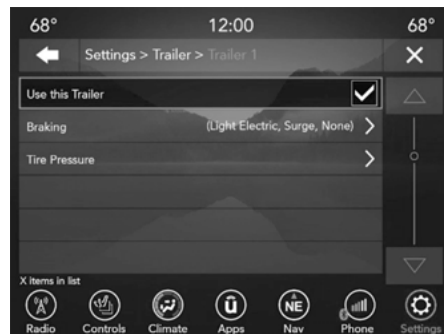 68° 12:00 68°
Settings > Trailer > Trailer 1
Use this Trailer
Braking (Light Electric, Surge, None)
Tire Pressure
X items in list
û NE
Radio Controls Climate Apps Nav Phone Settings